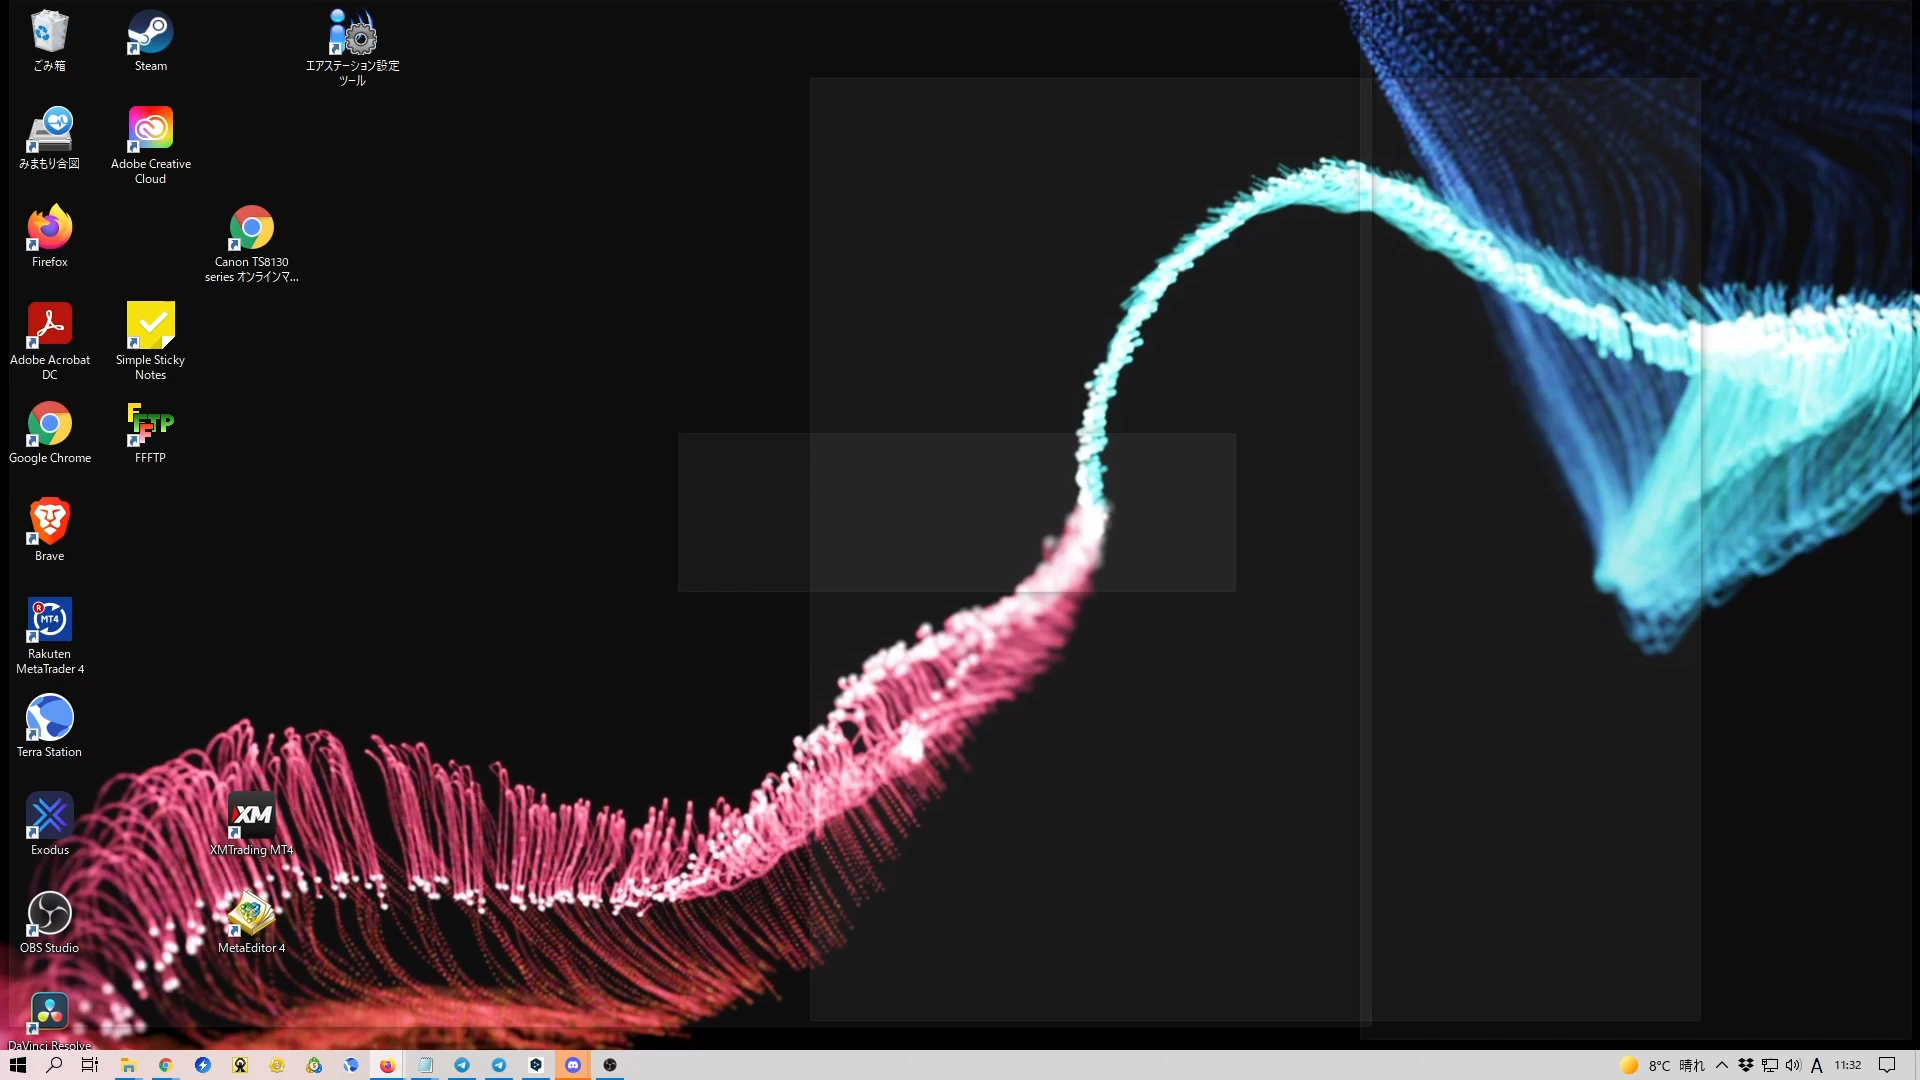 ごみ箱
Steam
エアステーション設定
ツール
みまもり合図
Adobe Creative
Cloud
Firefox
Canon TS8130
series オンラインマ...
Adobe Acrobat
DC
Simple Sticky
Notes
Google Chrome
FFFTP
Brave
R
MT4
Rakuten
MetaTrader 4
Terra Station
XM
Exodus
XMTrading MT4
OBS Studio
MetaEditor 4
DaVinci Resolve
8°C 晴れ
A
11:32